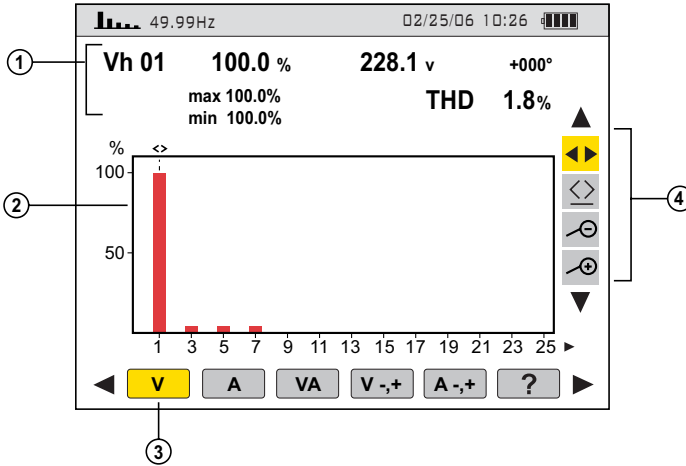 49.99Hz 02/25/06 10:26
1
Vh 01 100.0 % 228.1 v +000°
max 100.0% THD 1.8%
min 100.0%
% <>
100
<>
2 4
50
1 3 5 7 9 11 13 15 17 19 21 23 25
V A VA V -,+ A -,+ ?
3